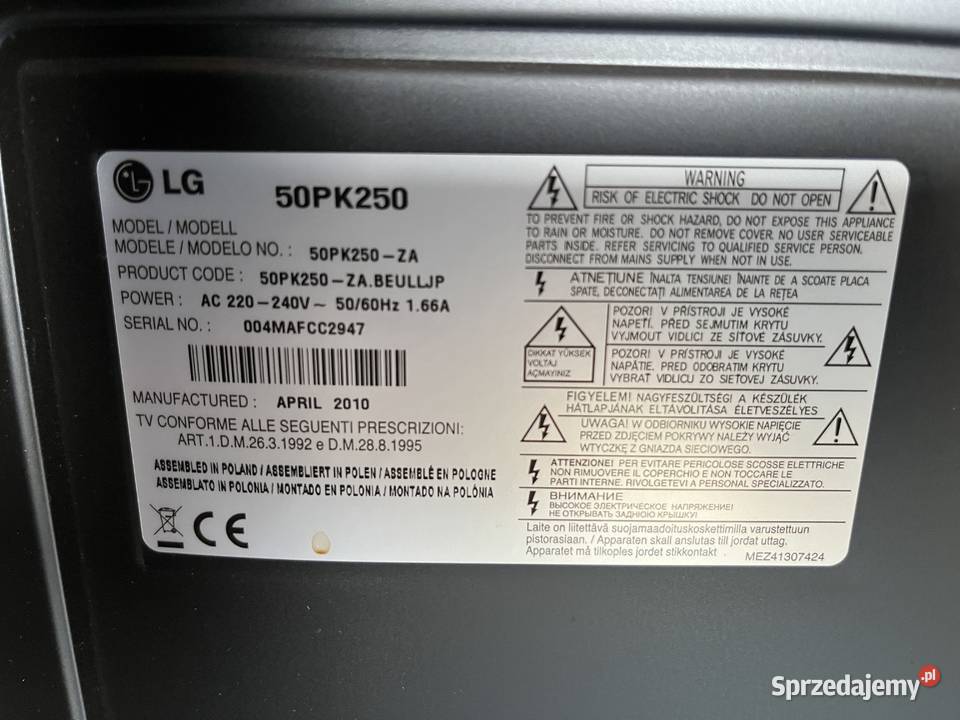 LG
50PK250
MODEL / MODELL
MODELE / MODELO NO. : 50PK250-ZA
PRODUCT CODE : 50PK250-ZA.BEULLJP
POWER : AC 220-240V~ 50/60Hz 1.66A
SERIAL NO. : 004MAFCC2947
MANUFACTURED : APRIL 2010
TV CONFORME ALLE SEGUENTI PRESCRIZIONI:
ART.1.D.M.26.3.1992 e D.M.28.8.1995
ASSEMBLED IN POLAND / ASSEMBLIERT IN POLEN / ASSEMBLÉ EN POLOGNE
ASSEMBLATO IN POLONIA / MONTADO EN POLONIA / MONTADO NA POLÓNIA
CE
WARNING
RISK OF ELECTRIC SHOCK DO NOT OPEN
TO PREVENT FIRE OR SHOCK HAZARD, DO NOT EXPOSE THIS APPLIANCE
TO RAIN OR MOISTURE. DO NOT REMOVE COVER. NO USER SERVICEABLE
PARTS INSIDE. REFER SERVICING TO QUALIFIED SERVICE PERSON.
DISCONNECT FROM MAINS SUPPLY WHEN NOT IN USE.
ATNEȚIUNE ÎNALTA TENSIUNE! ÎNAINTE DE A SCOATE PLACA
SPATE, DECONECTAȚI ALIMENTAREA DE LA REȚEA
DIKKAT YÜKSEK
VOLTAJ
AÇMAYINIZ
POZOR! V PŘÍSTROJI JE VYSOKÉ
NAPĚTÍ. PŘED SEJMUTIM KRYTU
VYJMOUT VIDLICI ZE SÍŤOVÉ ZÁSUVKY.
POZOR! V PRÍSTROJI JE VYSOKÉ
NAPÄTIE. PRED ODOBRATIM KRYTU
VYBRAŤ VIDLICU ZO SIEŤOVEJ ZÁSUVKY.
FIGYELEM! NAGYFESZÜLTSÉG! A KÉSZÜLÉK
HÁTLAPJÁNAK ELTÁVOLÍTÁSA ÉLETVESZÉLYES
UWAGA! W ODBIORNIKU WYSOKIE NAPIĘCIE
PRZED ZDJĘCIEM POKRYWY NALEŻY WYJĄĆ
WTYCZKĘ Z GNIAZDA SIECIOWEGO.
ATTENZIONE! PER EVITARE PERICOLOSE SCOSSE ELETTRICHE
NON RIMUOVERE IL COPERCHIO E NON TOCCARE LE
PARTI INTERNE. RIVOLGETEVI A PERSONAL SPECIALIZZATO.
ВНИМАНИЕ
ВЫСОКОЕ ЭЛЕКТРИЧЕСКОЕ НАПРЯЖЕНИЕ!
НЕ ОТКРЫВАТЬ ЗАДНЮЮ КРЫШКУ!
Laite on liitettävä suojamaadoituskoskettimilla varustettuun
pistorasiaan. / Apparaten skall anslutas till jordat uttag.
Apparatet må tilkoples jordet stikkontakt
MEZ41307424
Sprzedajemy.pl